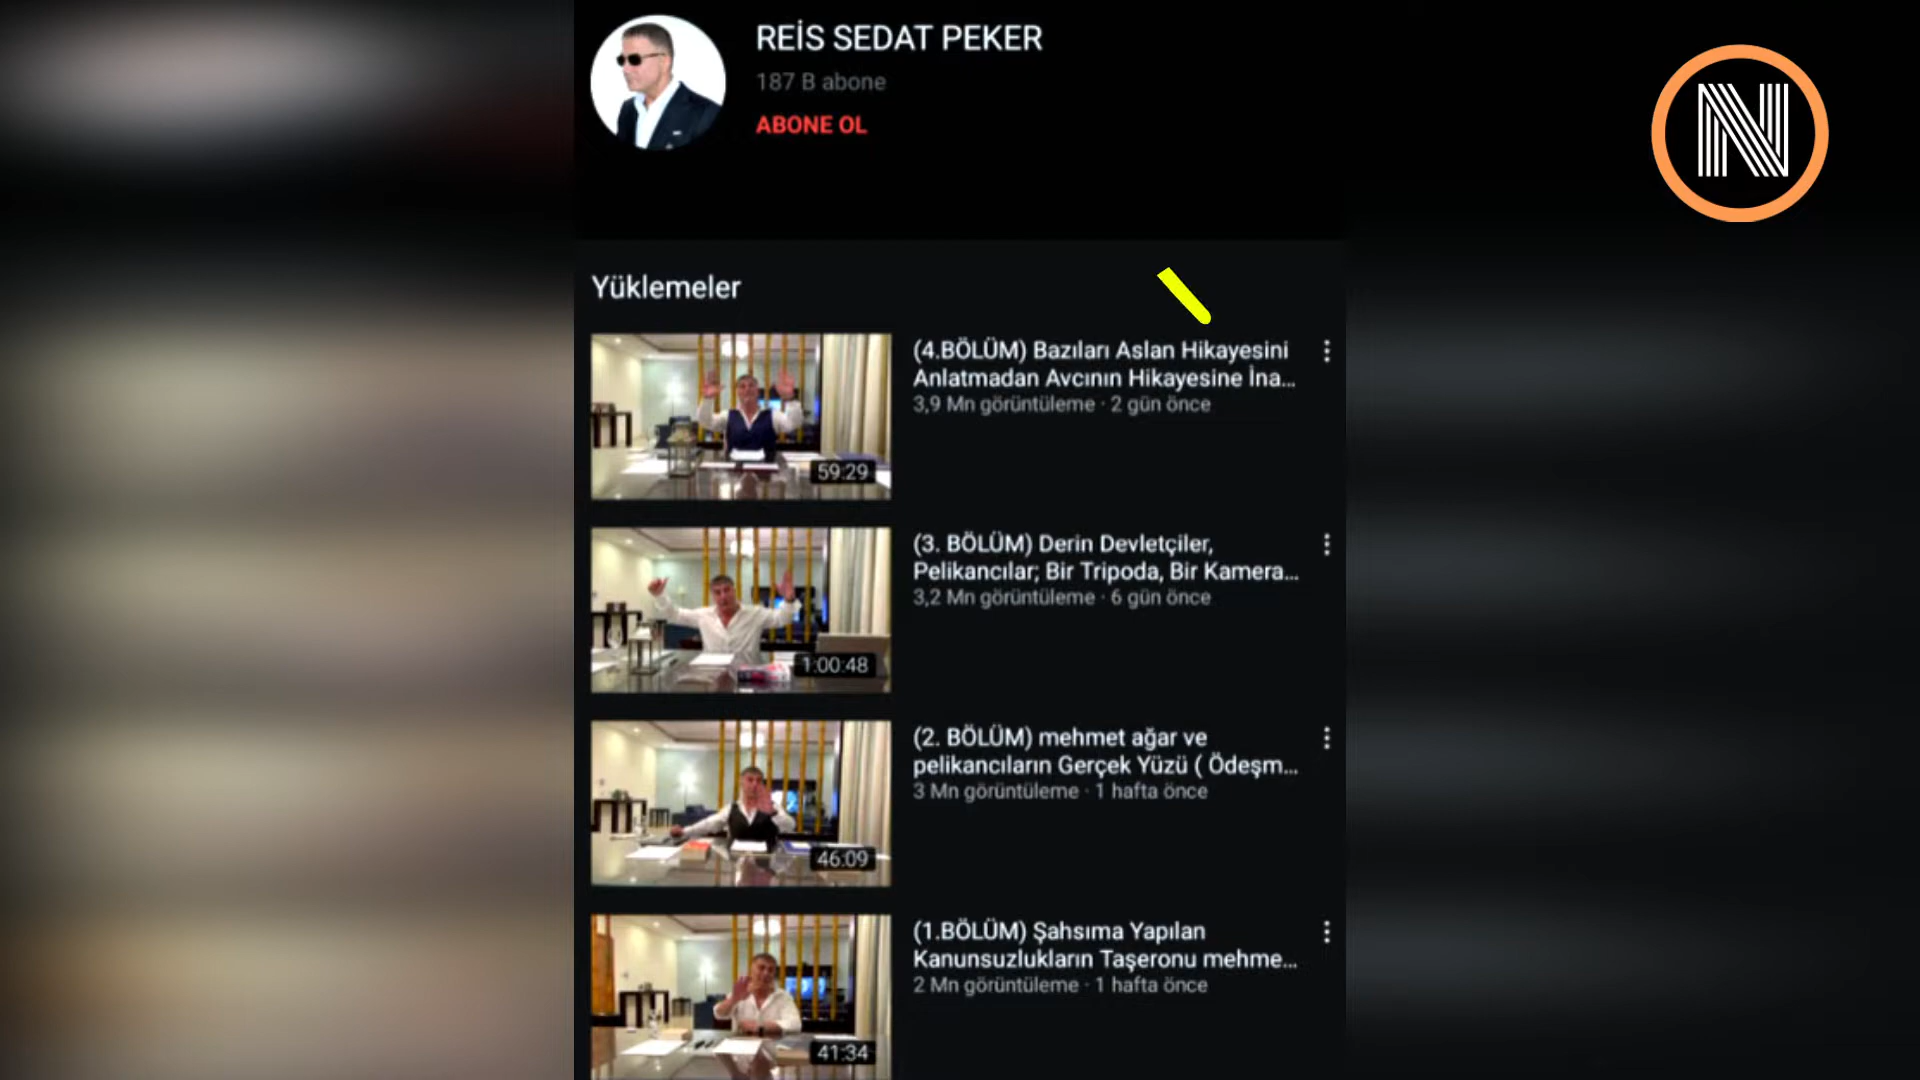 REİS SEDAT PEKER
187 B abone
ABONE OL
N
Yüklemeler
(4.BÖLÜM) Bazıları Aslan Hikayesini
Anlatmadan Avcının Hikayesine İna...
3,9 Mn görüntüleme · 2 gün önce
59:29
(3. BÖLÜM) Derin Devletçiler,
Pelikancılar; Bir Tripoda, Bir Kamera...
3,2 Mn görüntüleme · 6 gün önce
1:00:48
(2. BÖLÜM) mehmet ağar ve
pelikancıların Gerçek Yüzü ( Ödeşm...
3 Mn görüntüleme · 1 hafta önce
46:09
(1.BÖLÜM) Şahsıma Yapılan
Kanunsuzlukların Taşeronu mehme...
2 Mn görüntüleme · 1 hafta önce
41:34